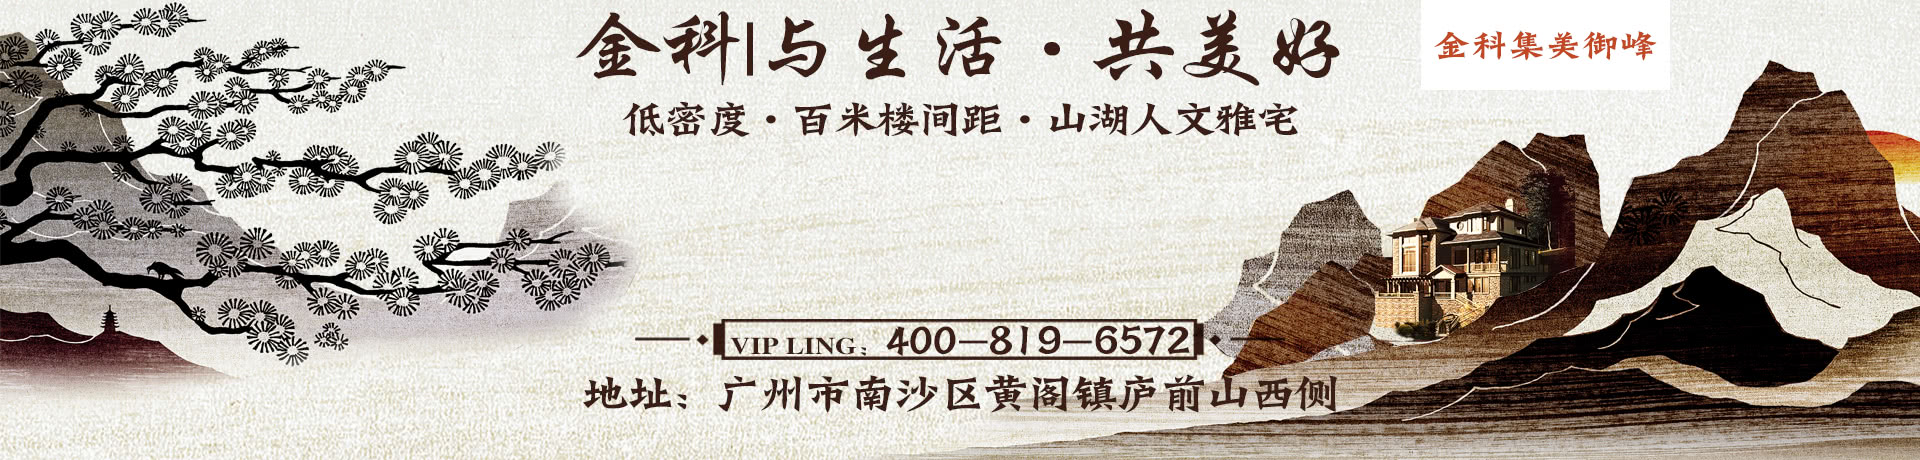 金科|与生活·共美好
金科集美御峰
低密度·百米楼间距·山湖人文雅宅
VIP LING：400-819-6572
地址：广州市南沙区黄阁镇庐前山西侧